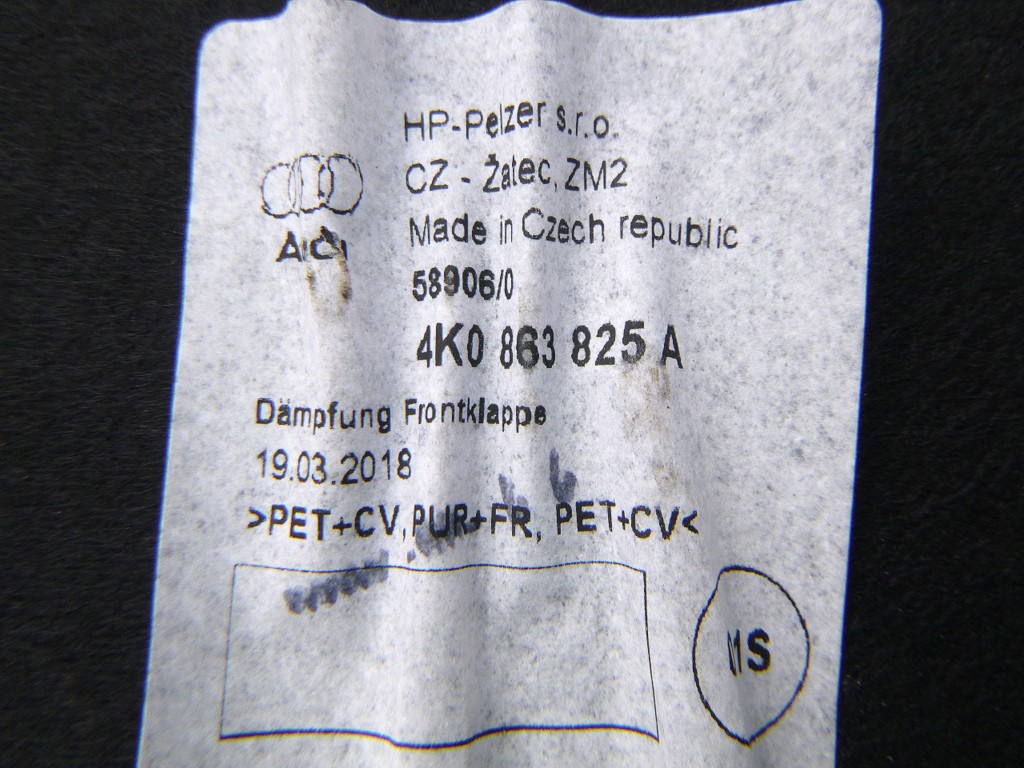 HP-Pelzer s.r.o.
CZ - Žatec, ZM2
Made in Czech republic
Audi
58906/0
4K0 863 825 A
Dämpfung Frontklappe
19.03.2018
>PET+CV,PUR+FR, PET+CV<